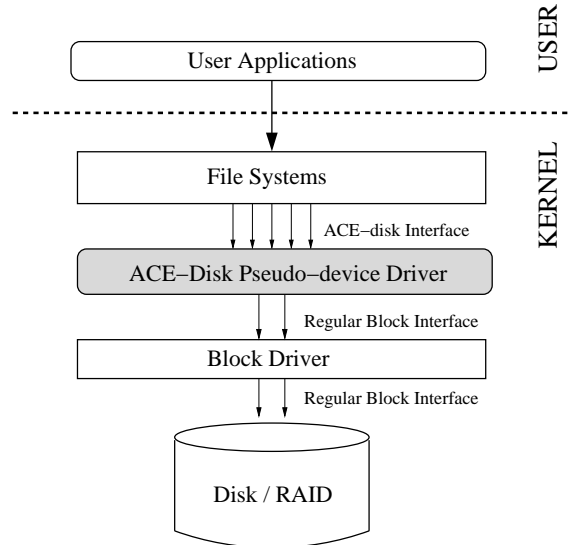 USER
User Applications
KERNEL
File Systems
ACE−disk Interface
ACE−Disk Pseudo−device Driver
Regular Block Interface
Block Driver
Regular Block Interface
Disk / RAID